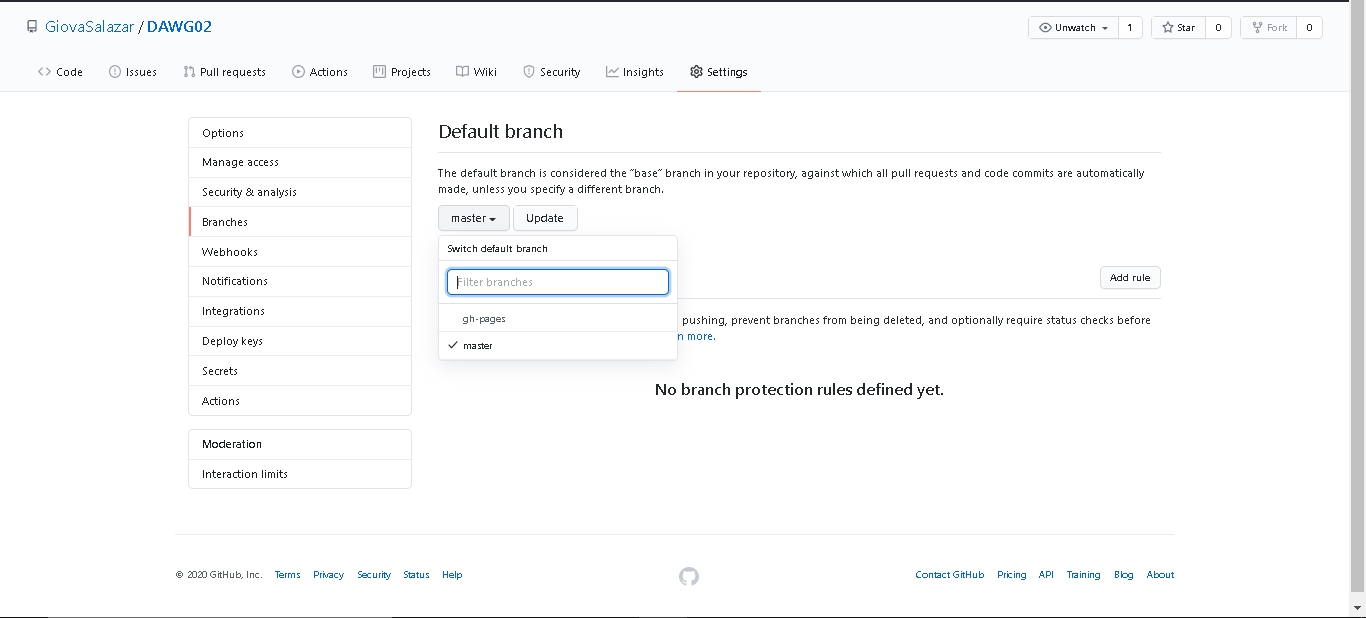 GiovaSalazar / DAWG02
Unwatch 1 Star 0 Fork 0
Code Issues Pull requests Actions Projects Wiki Security Insights Settings
Options
Manage access
Security & analysis
Branches
Webhooks
Notifications
Integrations
Deploy keys
Secrets
Actions
Moderation
Interaction limits
Default branch
The default branch is considered the “base” branch in your repository, against which all pull requests and code commits are automatically
made, unless you specify a different branch.
master Update
Switch default branch
Filter branches
gh-pages
master
Add rule
pushing, prevent branches from being deleted, and optionally require status checks before
n more.
No branch protection rules defined yet.
© 2020 GitHub, Inc. Terms Privacy Security Status Help
Contact GitHub Pricing API Training Blog About